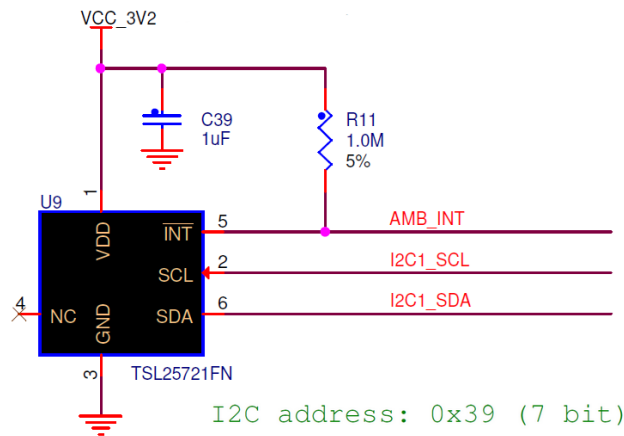 VCC_3V2
C39
1uF
R11
1.0M
5%
1
U9
VDD
INT
5
AMB_INT
SCL
2
I2C1_SCL
4
NC
GND
SDA
6
I2C1_SDA
3
TSL25721FN
I2C address: 0x39 (7 bit)